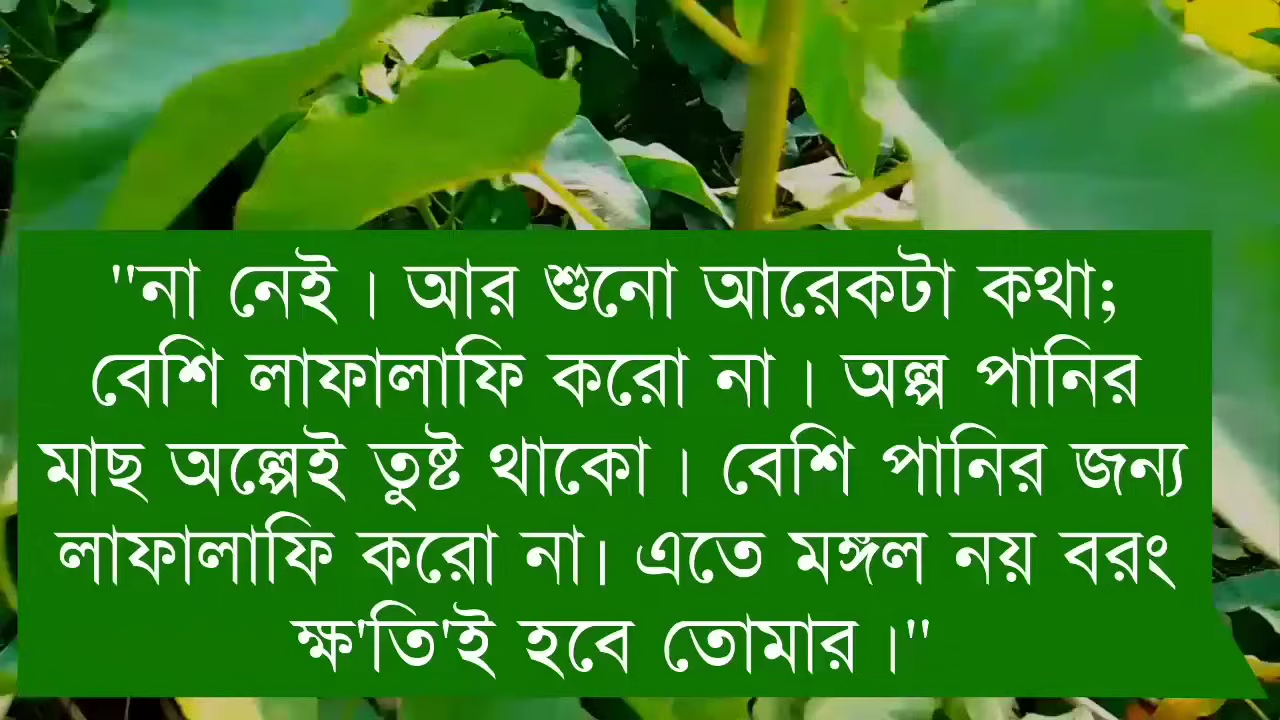 "না নেই। আর শুনো আরেকটা কথা;
বেশি লাফালাফি করো না। অল্প পানির
মাছ অল্পেই তুষ্ট থাকো। বেশি পানির জন্য
লাফালাফি করো না। এতে মঙ্গল নয় বরং
ক্ষ'তি'ই হবে তোমার।"